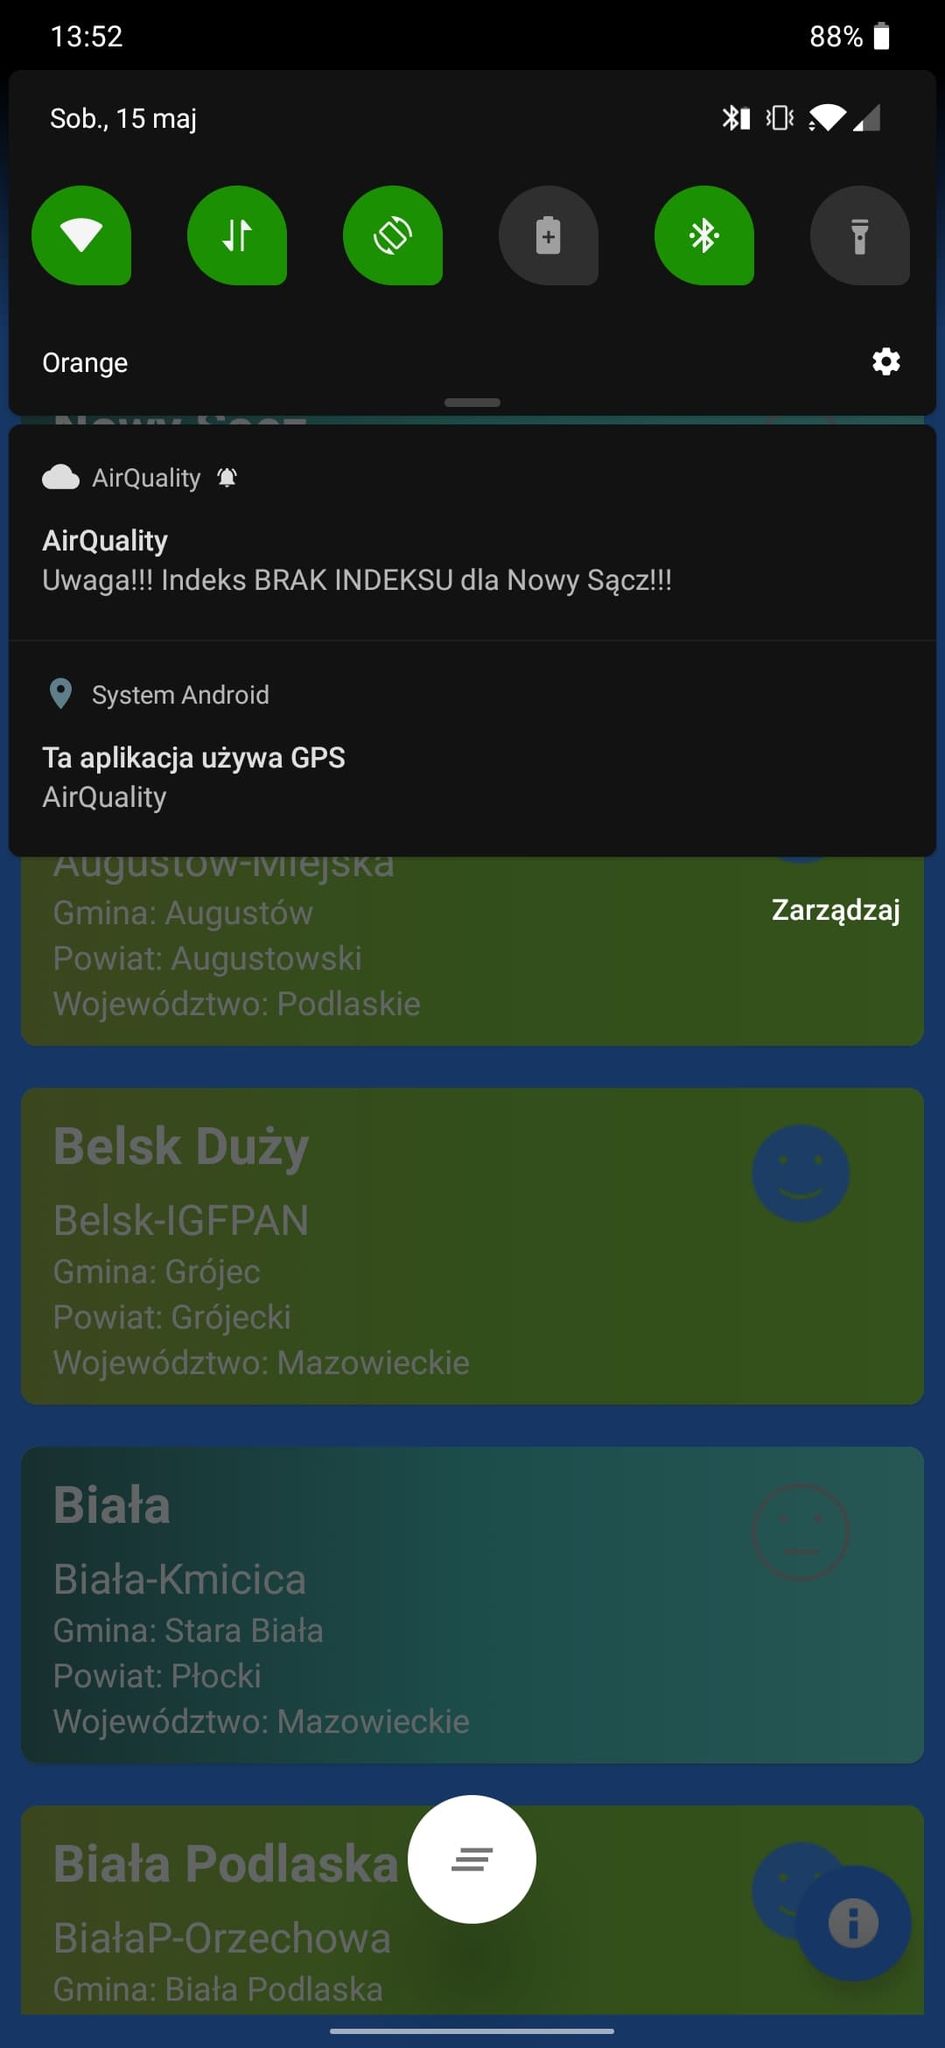 13:52
88%
Sob., 15 maj
Orange
Nowy Sącz
AirQuality
AirQuality
Uwaga!!! Indeks BRAK INDEKSU dla Nowy Sącz!!!
System Android
Ta aplikacja używa GPS
AirQuality
Augustów-Miejska
Gmina: Augustów
Zarządzaj
Powiat: Augustowski
Województwo: Podlaskie
Belsk Duży
Belsk-IGFPAN
Gmina: Grójec
Powiat: Grójecki
Województwo: Mazowieckie
Biała
Biała-Kmicica
Gmina: Stara Biała
Powiat: Płocki
Województwo: Mazowieckie
Biała Podlaska
BiałaP-Orzechowa
Gmina: Biała Podlaska